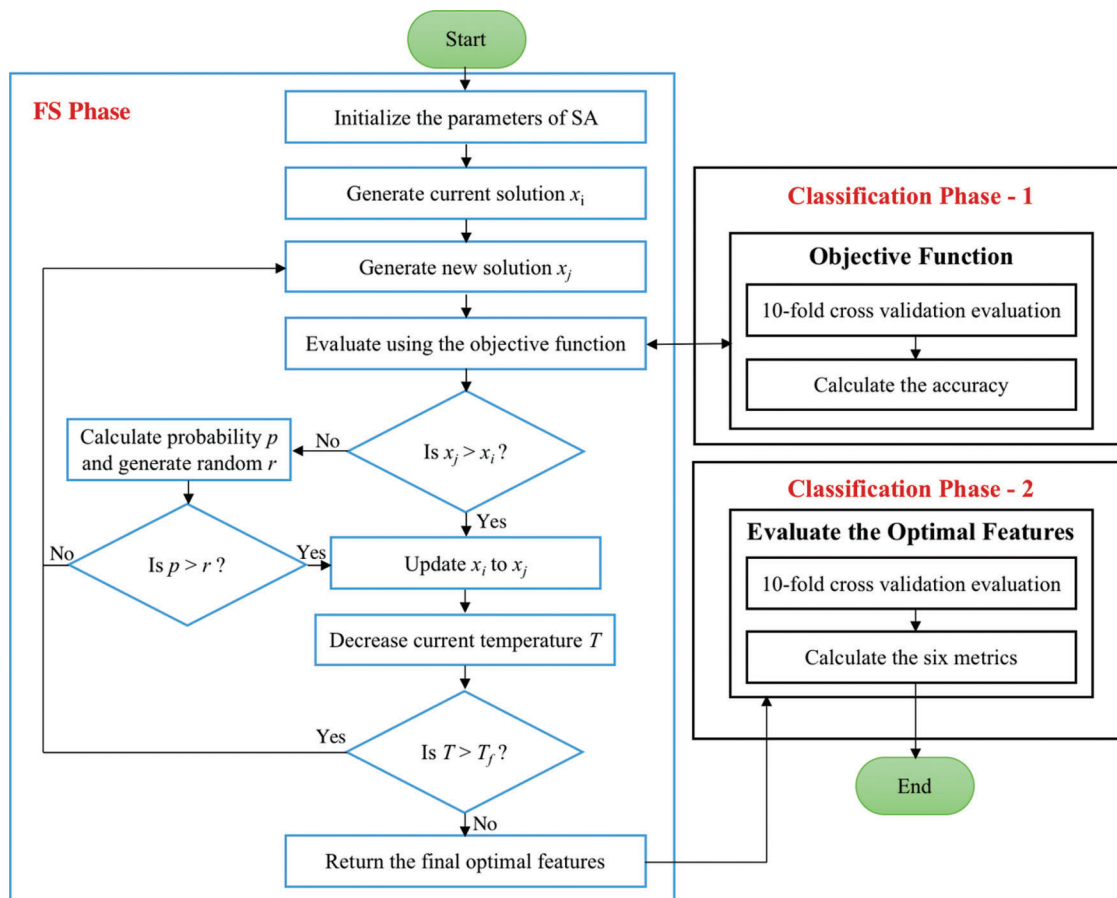 Start
FS Phase
Initialize the parameters of SA
Generate current solution xi
Generate new solution xj
Evaluate using the objective function
Is xj > xi ?
No
Yes
Calculate probability p
and generate random r
Is p > r ?
No
Yes
Update xi to xj
Decrease current temperature T
Is T > Tf ?
Yes
No
Return the final optimal features
Classification Phase - 1
Objective Function
10-fold cross validation evaluation
Calculate the accuracy
Classification Phase - 2
Evaluate the Optimal Features
10-fold cross validation evaluation
Calculate the six metrics
End